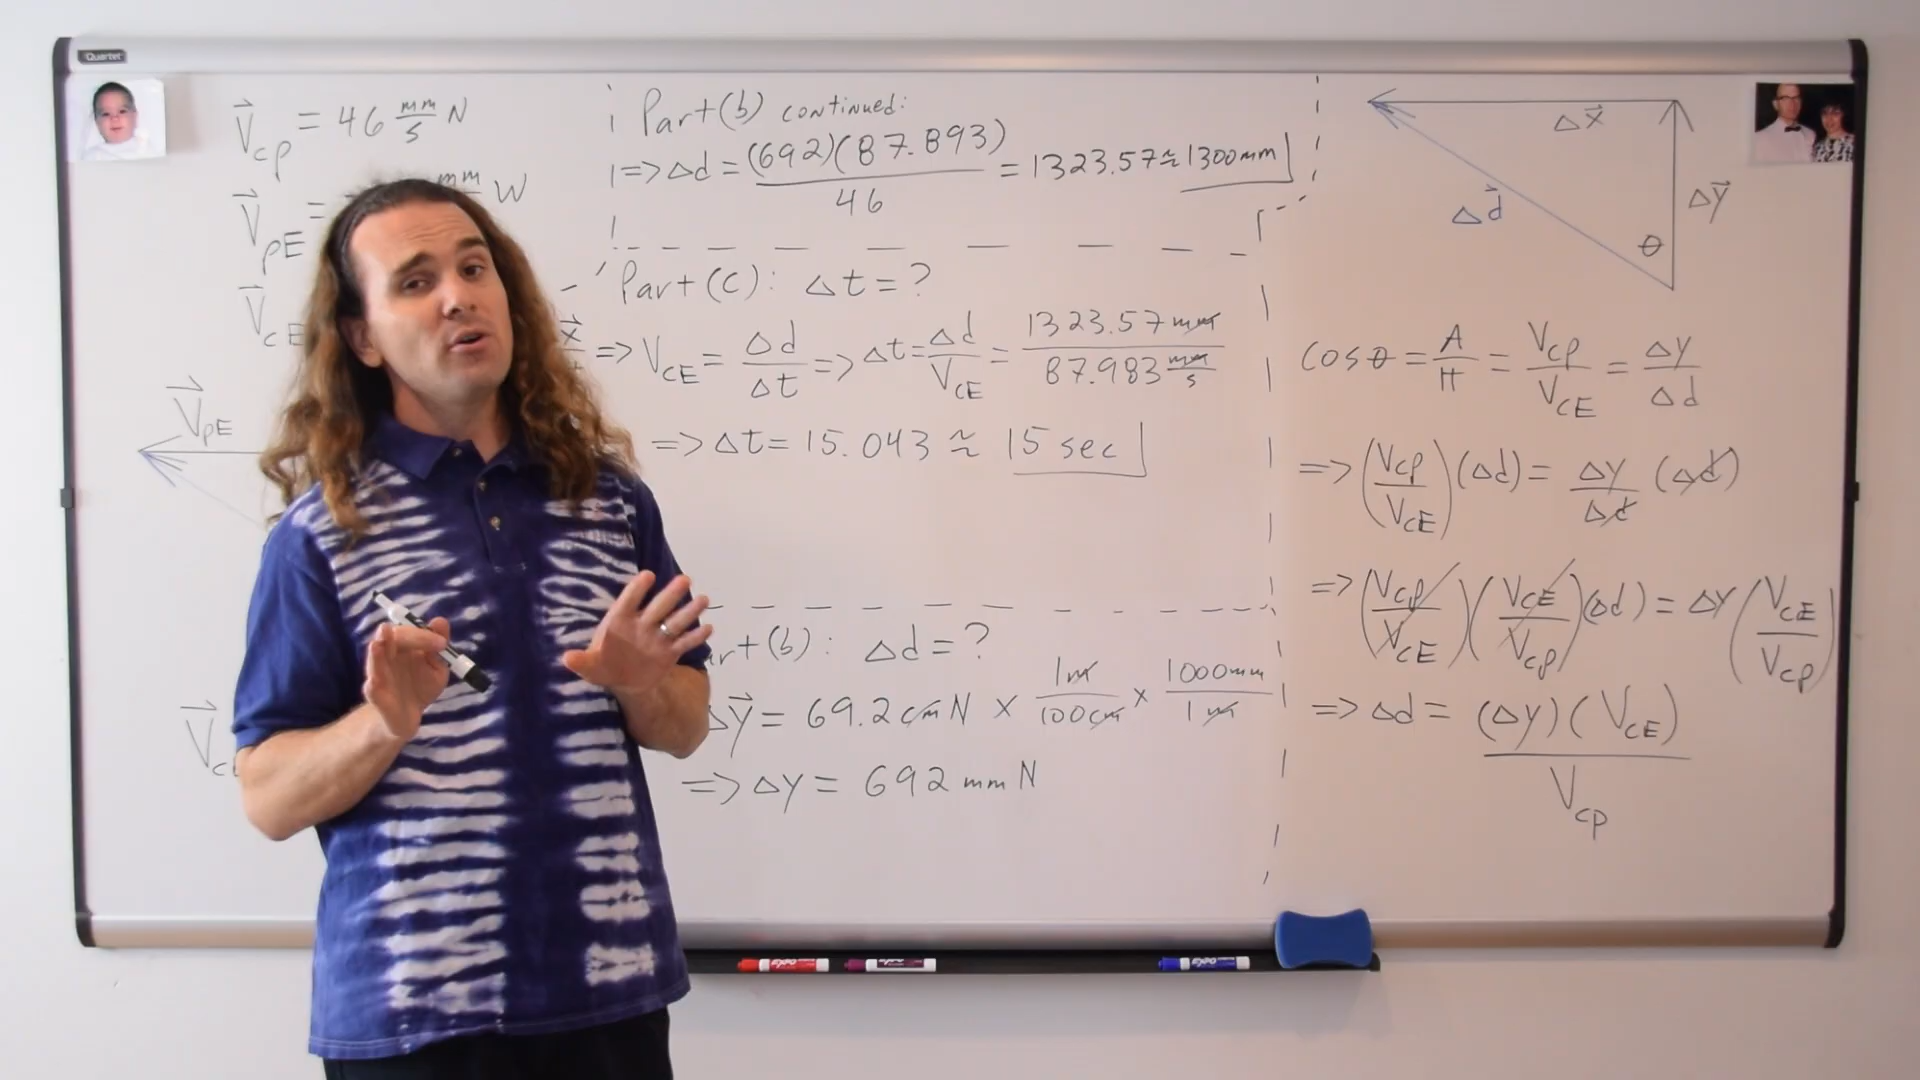 Quartet
V⃗cp = 46 mm/s N
V⃗pE = mm W
V⃗cE
V⃗pE
V⃗c
Part (b) continued:
=> Δd = (692)(87.893)/46 = 1323.57 ≈ 1300mm
Part (c): Δt = ?
x⃗ => VcE = Δd/Δt => Δt = Δd/VcE = 1323.57 mm / 87.983 mm/s
=> Δt = 15.043 ≈ 15 sec
art (b): Δd = ?
Δy⃗ = 69.2 cm N × 1m/100cm × 1000mm/1m
=> Δy = 692 mm N
Δx⃗
Δd⃗
Δy⃗
θ
cos θ = A/H = Vcp/VcE = Δy/Δd
=> (Vcp/VcE)(Δd) = Δy/Δd (Δd)
=> (Vcp/VcE)(VcE/Vcp)(Δd) = Δy(VcE/Vcp)
=> Δd = (Δy)(VcE)/Vcp
EXPO
EXPO
EXPO